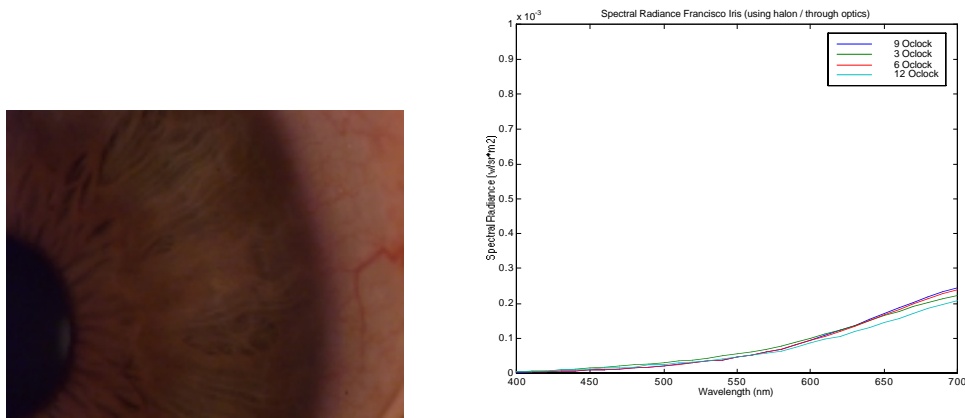 x 10-3
Spectral Radiance Francisco Iris (using halon / through optics)
1
0.9
0.8
0.7
0.6
0.5
0.4
0.3
0.2
0.1
0
Spectral Radiance (w/sr*m2)
9 Oclock
3 Oclock
6 Oclock
12 Oclock
400
450
500
550
600
650
700
Wavelength (nm)